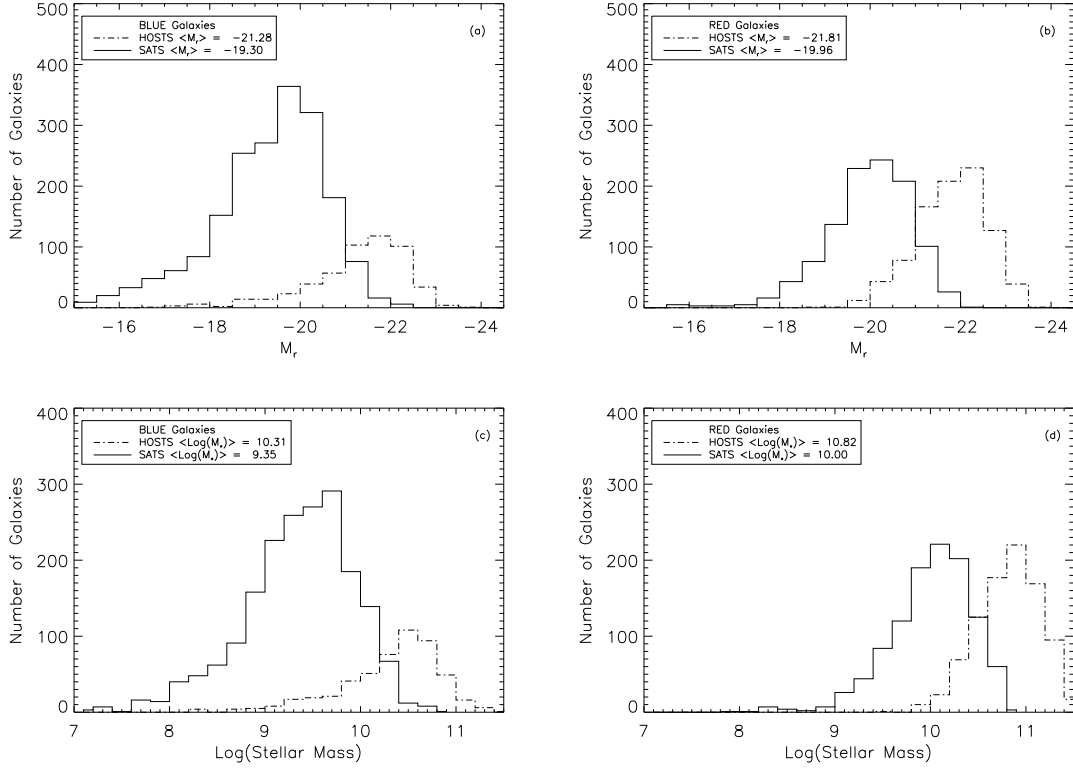 500
400
300
200
100
0
Number of Galaxies
BLUE Galaxies
HOSTS <M_r> = −21.28
SATS <M_r> = −19.30
(a)
−16 −18 −20 −22 −24
M_r
500
400
300
200
100
0
Number of Galaxies
RED Galaxies
HOSTS <M_r> = −21.81
SATS <M_r> = −19.96
(b)
−16 −18 −20 −22 −24
M_r
400
300
200
100
0
Number of Galaxies
BLUE Galaxies
HOSTS <Log(M_*)> = 10.31
SATS <Log(M_*)> = 9.35
(c)
7 8 9 10 11
Log(Stellar Mass)
400
300
200
100
0
Number of Galaxies
RED Galaxies
HOSTS <Log(M_*)> = 10.82
SATS <Log(M_*)> = 10.00
(d)
7 8 9 10 11
Log(Stellar Mass)